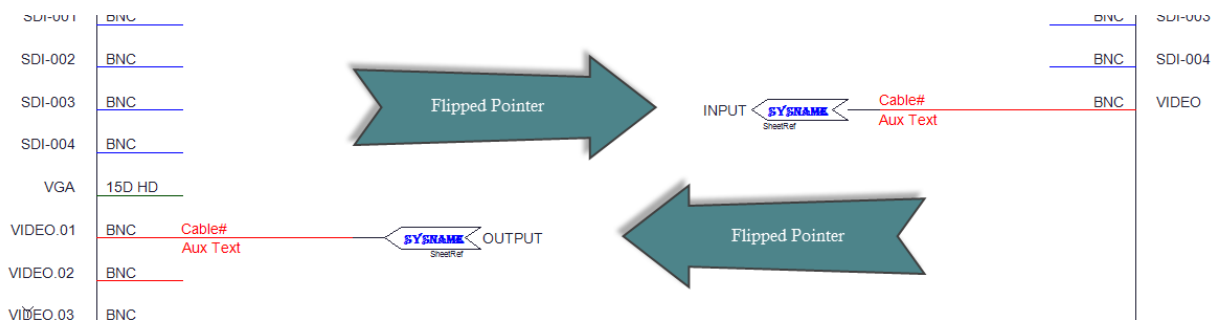 SDI-001 BNC
BNC SDI-003
SDI-002 BNC
BNC SDI-004
SDI-003 BNC
Flipped Pointer
INPUT SYSNAME Cable# BNC VIDEO
SheetRef Aux Text
SDI-004 BNC
VGA 15D HD
VIDEO.01 BNC Cable# SYSNAME OUTPUT
Aux Text SheetRef
Flipped Pointer
VIDEO.02 BNC
VIDEO.03 BNC